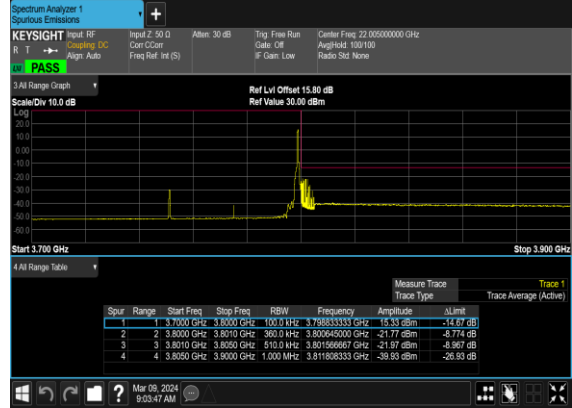 Spectrum Analyzer 1
Spurious Emissions
+
KEYSIGHT Input: RF Input Z: 50 Ω Atten: 30 dB Trig: Free Run Center Freq: 22.005000000 GHz
R T Coupling: DC Corr CCorr Gate: Off Avg|Hold: 100/100
Align: Auto Freq Ref: Int (S) IF Gain: Low Radio Std: None
LW PASS
3 All Range Graph
Ref Lvl Offset 15.80 dB
Scale/Div 10.0 dB Ref Value 30.00 dBm
Log
20.0
10.0
0.00
-10.0
-20.0
-30.0
-40.0
-50.0
-60.0
Start 3.700 GHz Stop 3.900 GHz
4 All Range Table
Measure Trace Trace 1
Trace Type Trace Average (Active)
Spur Range Start Freq Stop Freq RBW Frequency Amplitude ΔLimit
1 1 3.7000 GHz 3.8000 GHz 100.0 kHz 3.798833333 GHz 15.33 dBm -14.67 dB
2 2 3.8000 GHz 3.8010 GHz 360.0 kHz 3.800645000 GHz -21.77 dBm -8.774 dB
3 3 3.8010 GHz 3.8050 GHz 510.0 kHz 3.801566667 GHz -21.97 dBm -8.967 dB
4 4 3.8050 GHz 3.9000 GHz 1.000 MHz 3.811808333 GHz -39.93 dBm -26.93 dB
? Mar 09, 2024
9:03:47 AM